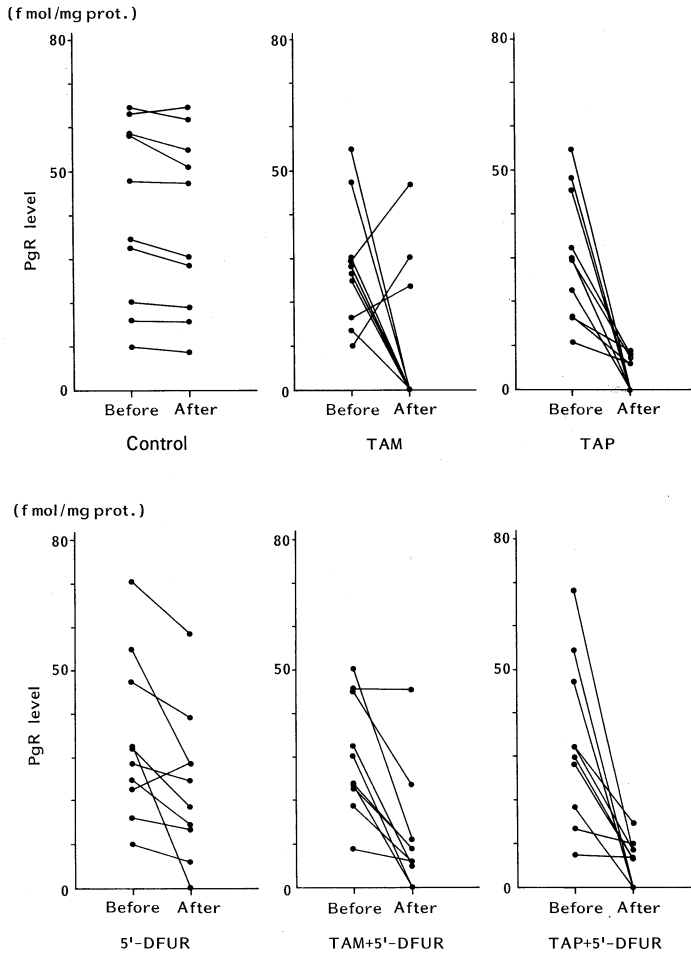 (f mol/mg prot.)
80
80
80
50
50
50
PgR level
0
0
0
Before After
Before After
Before After
Control
TAM
TAP
(f mol/mg prot.)
80
80
80
50
50
50
PgR level
0
0
0
Before After
Before After
Before After
5'-DFUR
TAM+5'-DFUR
TAP+5'-DFUR